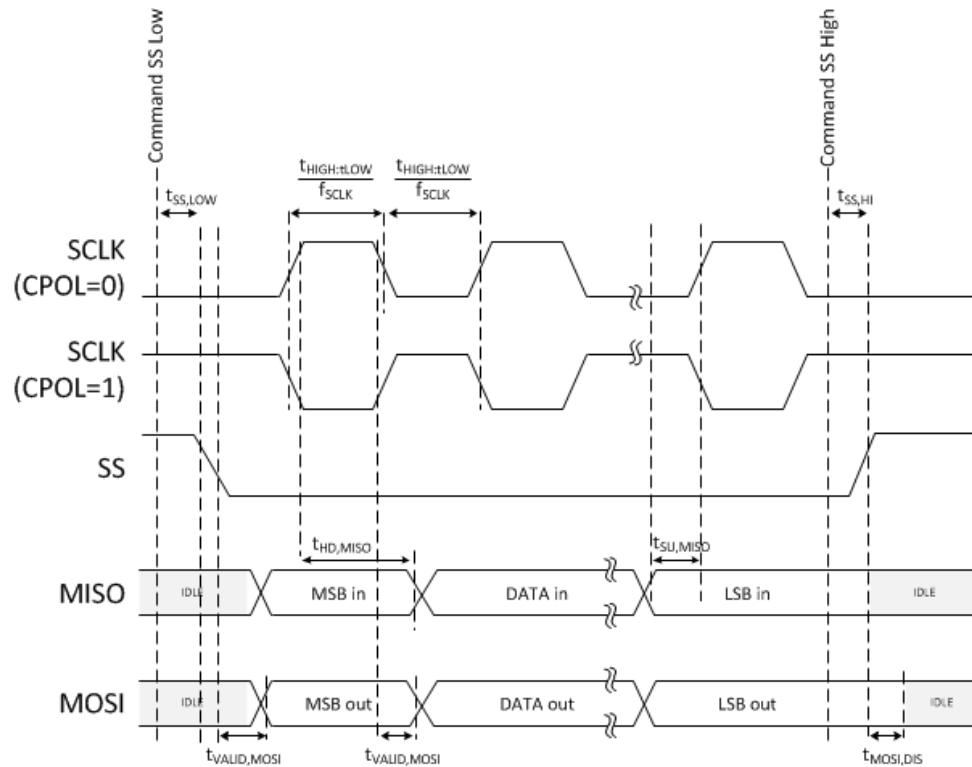 Command SS Low
Command SS High
tHIGH:tLOW
fSCLK
tHIGH:tLOW
fSCLK
tSS,LOW
tSS,HI
SCLK
(CPOL=0)
SCLK
(CPOL=1)
SS
tHD,MISO
tSU,MISO
MISO
IDLE
MSB in
DATA in
LSB in
IDLE
MOSI
IDLE
MSB out
DATA out
LSB out
IDLE
tVALID,MOSI
tVALID,MOSI
tMOSI,DIS